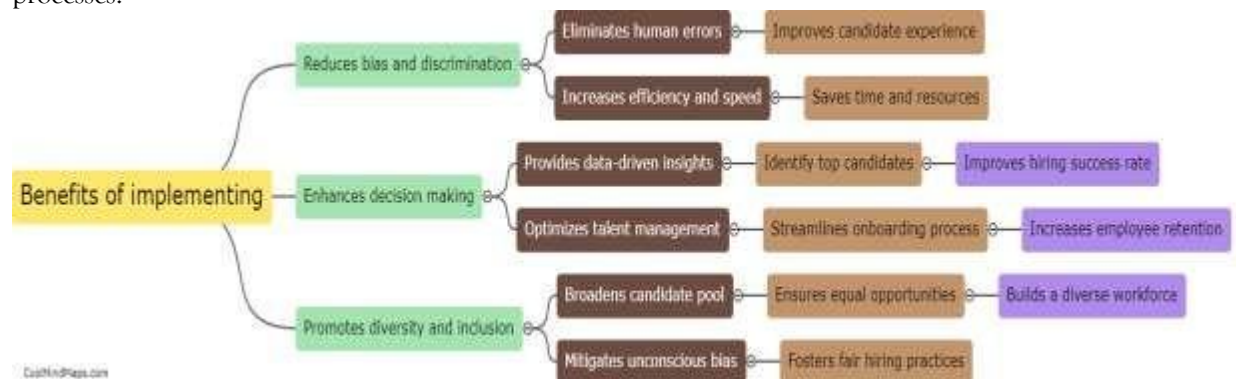 processes.
Eliminates human errors
Improves candidate experience
Reduces bias and discrimination
Increases efficiency and speed
Saves time and resources
Provides data-driven insights
Identify top candidates
Improves hiring success rate
Benefits of implementing
Enhances decision making
Optimizes talent management
Streamlines onboarding process
Increases employee retention
Broadens candidate pool
Ensures equal opportunities
Builds a diverse workforce
Promotes diversity and inclusion
Mitigates unconscious bias
Fosters fair hiring practices